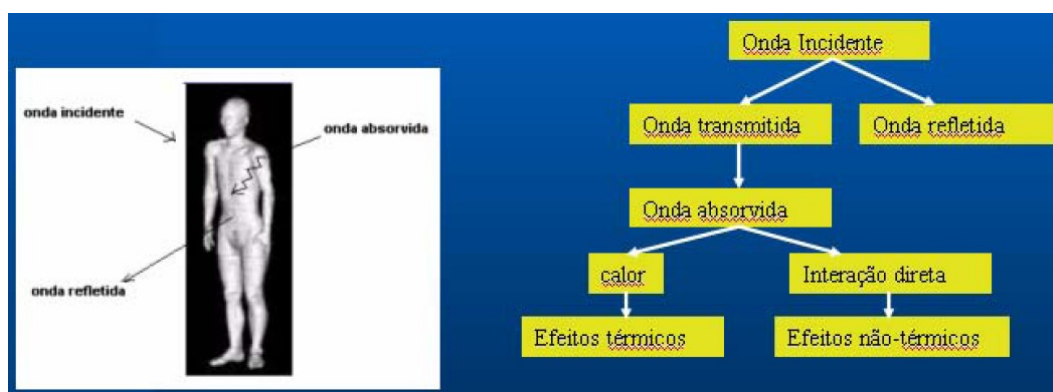 onda incidente
onda absorvida
onda refletida
Onda Incidente
Onda transmitida
Onda refletida
Onda absorvida
calor
Interação direta
Efeitos térmicos
Efeitos não-térmicos